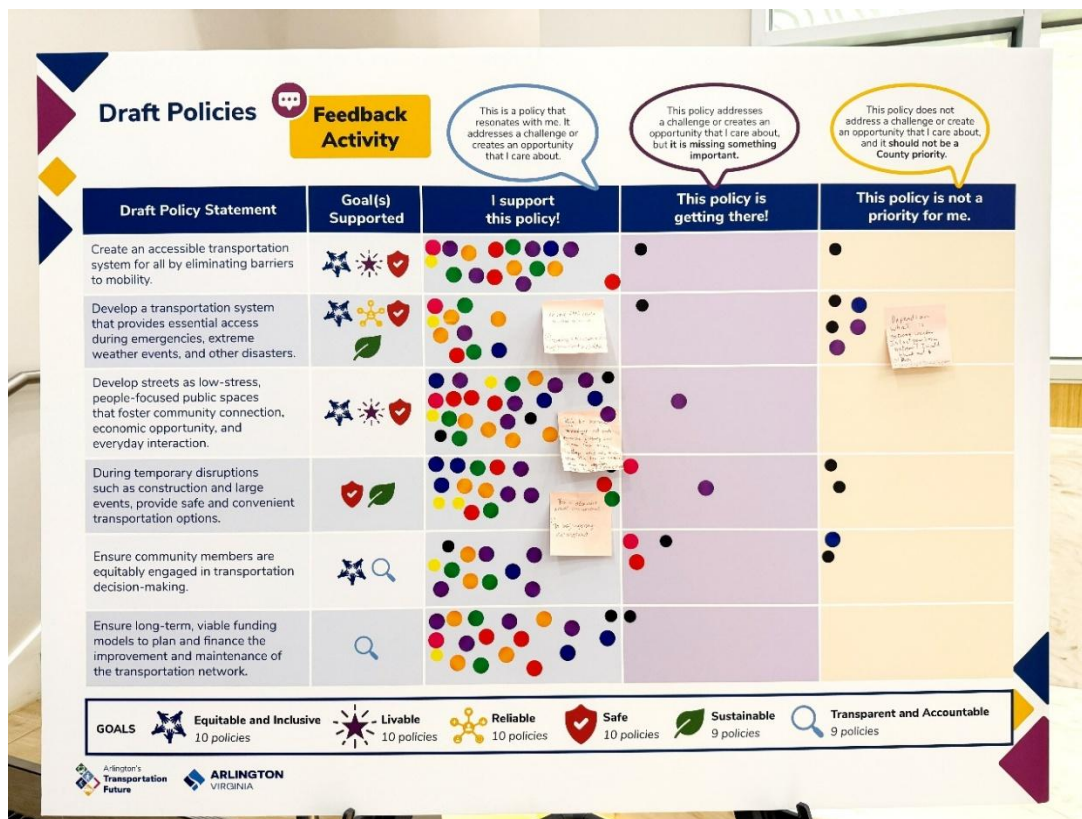 Draft Policies
Feedback
Activity
This is a policy that
resonates with me. It
addresses a challenge or
creates an opportunity
that I care about.
This policy addresses
a challenge or creates an
opportunity that I care about,
but it is missing something
important.
This policy does not
address a challenge or create
an opportunity that I care about,
and it should not be a
County priority.
Draft Policy Statement
Goal(s)
Supported
I support
this policy!
This policy is
getting there!
This policy is not a
priority for me.
Create an accessible transportation
system for all by eliminating barriers
to mobility.
Develop a transportation system
that provides essential access
during emergencies, extreme
weather events, and other disasters.
Develop streets as low-stress,
people-focused public spaces
that foster community connection,
economic opportunity, and
everyday interaction.
During temporary disruptions
such as construction and large
events, provide safe and convenient
transportation options.
Ensure community members are
equitably engaged in transportation
decision-making.
Ensure long-term, viable funding
models to plan and finance the
improvement and maintenance of
the transportation network.
GOALS
Equitable and Inclusive
10 policies
Livable
10 policies
Reliable
10 policies
Safe
10 policies
Sustainable
9 policies
Transparent and Accountable
9 policies
Arlington's
Transportation
Future
ARLINGTON
VIRGINIA